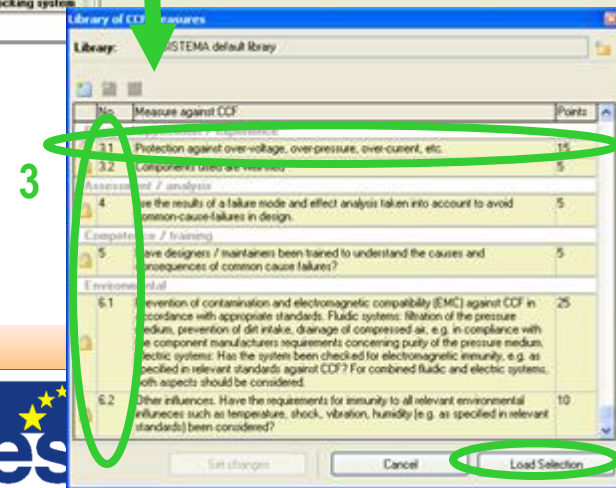 ocking system
Library of CCF measures
Library:
SISTEMA default library
No.
Measure against CCF
Points
Application / experience
3.1
Protection against over-voltage, over-pressure, over-current, etc.
15
3.2
Components used are well-tried
5
Assessment / analysis
4
Are the results of a failure mode and effect analysis taken into account to avoid
common-cause-failures in design.
5
Competence / training
5
Have designers / maintainers been trained to understand the causes and
consequences of common cause failures?
5
Environmental
6.1
Prevention of contamination and electromagnetic compatibility (EMC) against CCF in
accordance with appropriate standards. Fluidic systems: filtration of the pressure
medium, prevention of dirt intake, drainage of compressed air, e.g. in compliance with
the component manufacturers requirements concerning purity of the pressure medium.
Electric systems: Has the system been checked for electromagnetic immunity, e.g. as
specified in relevant standards against CCF? For combined fluidic and electric systems,
both aspects should be considered.
25
6.2
Other influences. Have the requirements for immunity to all relevant environmental
influneces such as temperature, shock, vibration, humidity (e.g. as specified in relevant
standards) been considered?
10
Set changes
Cancel
Load Selection
3
es